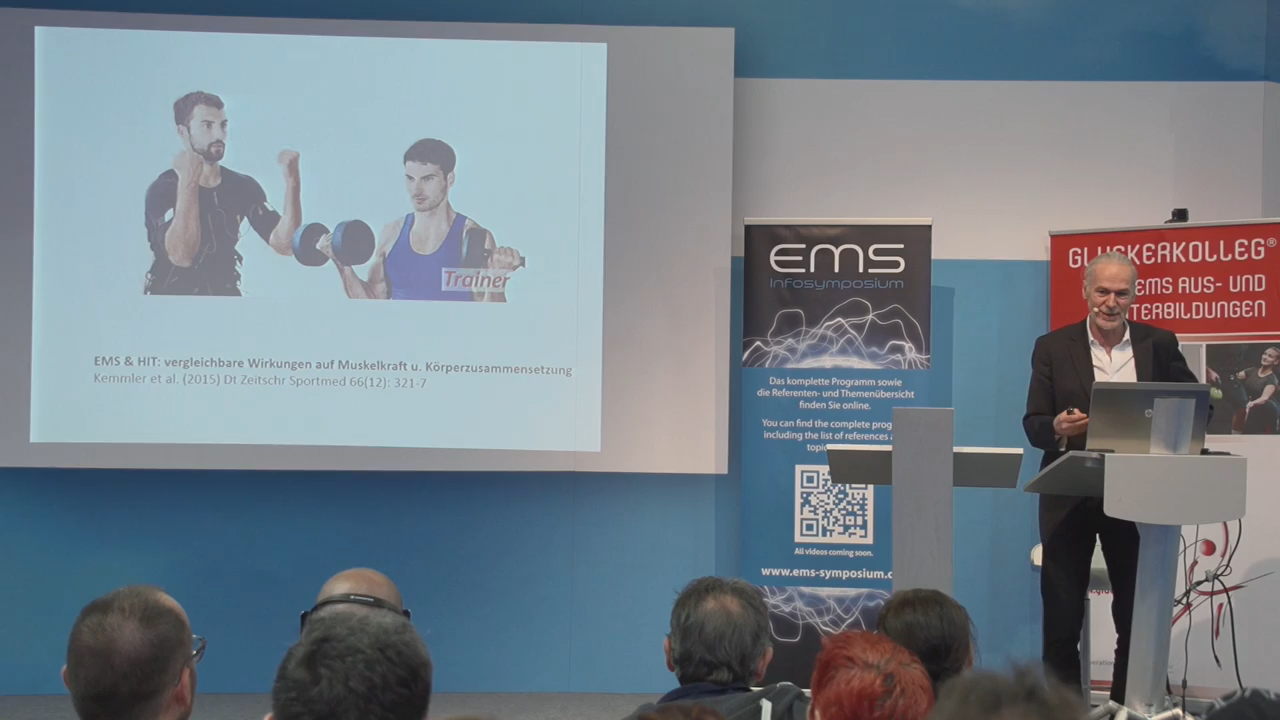 Trainer
EMS & HIT: vergleichbare Wirkungen auf Muskelkraft u. Körperzusammensetzung
Kemmler et al. (2015) Dt Zeitschr Sportmed 66(12): 321-7
EMS
Infosymposium
Das komplette Programm sowie
die Referenten- und Themenübersicht
finden Sie online.
You can find the complete
including the list of references
All videos coming soon.
www.ems-symposium.
GLUCKERKOLLEG®
EMS AUS- UND
TERBILDUNGEN
hp